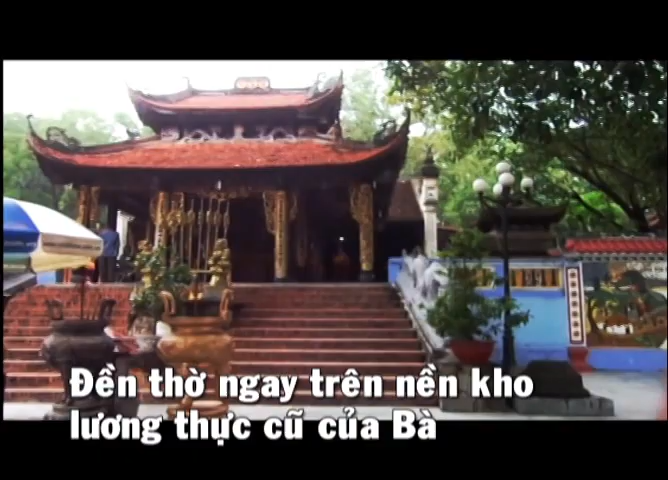 Đền thờ ngay trên nền kho
lương thực cũ của Bà